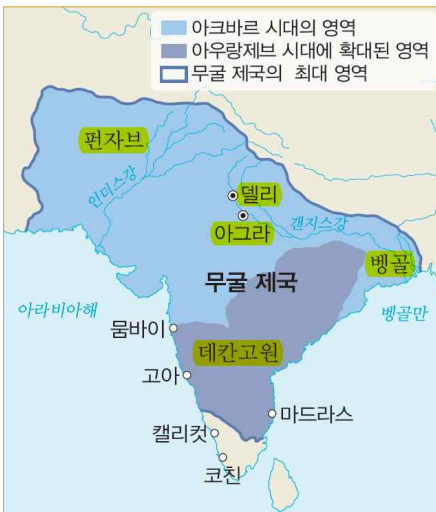 아크바르 시대의 영역
아우랑제브 시대에 확대된 영역
무굴 제국의 최대 영역
펀자브
인더스강
델리
아그라
갠지스강
벵골
무굴 제국
아라비아해
벵골만
뭄바이
데칸고원
고아
마드라스
캘리컷
코친